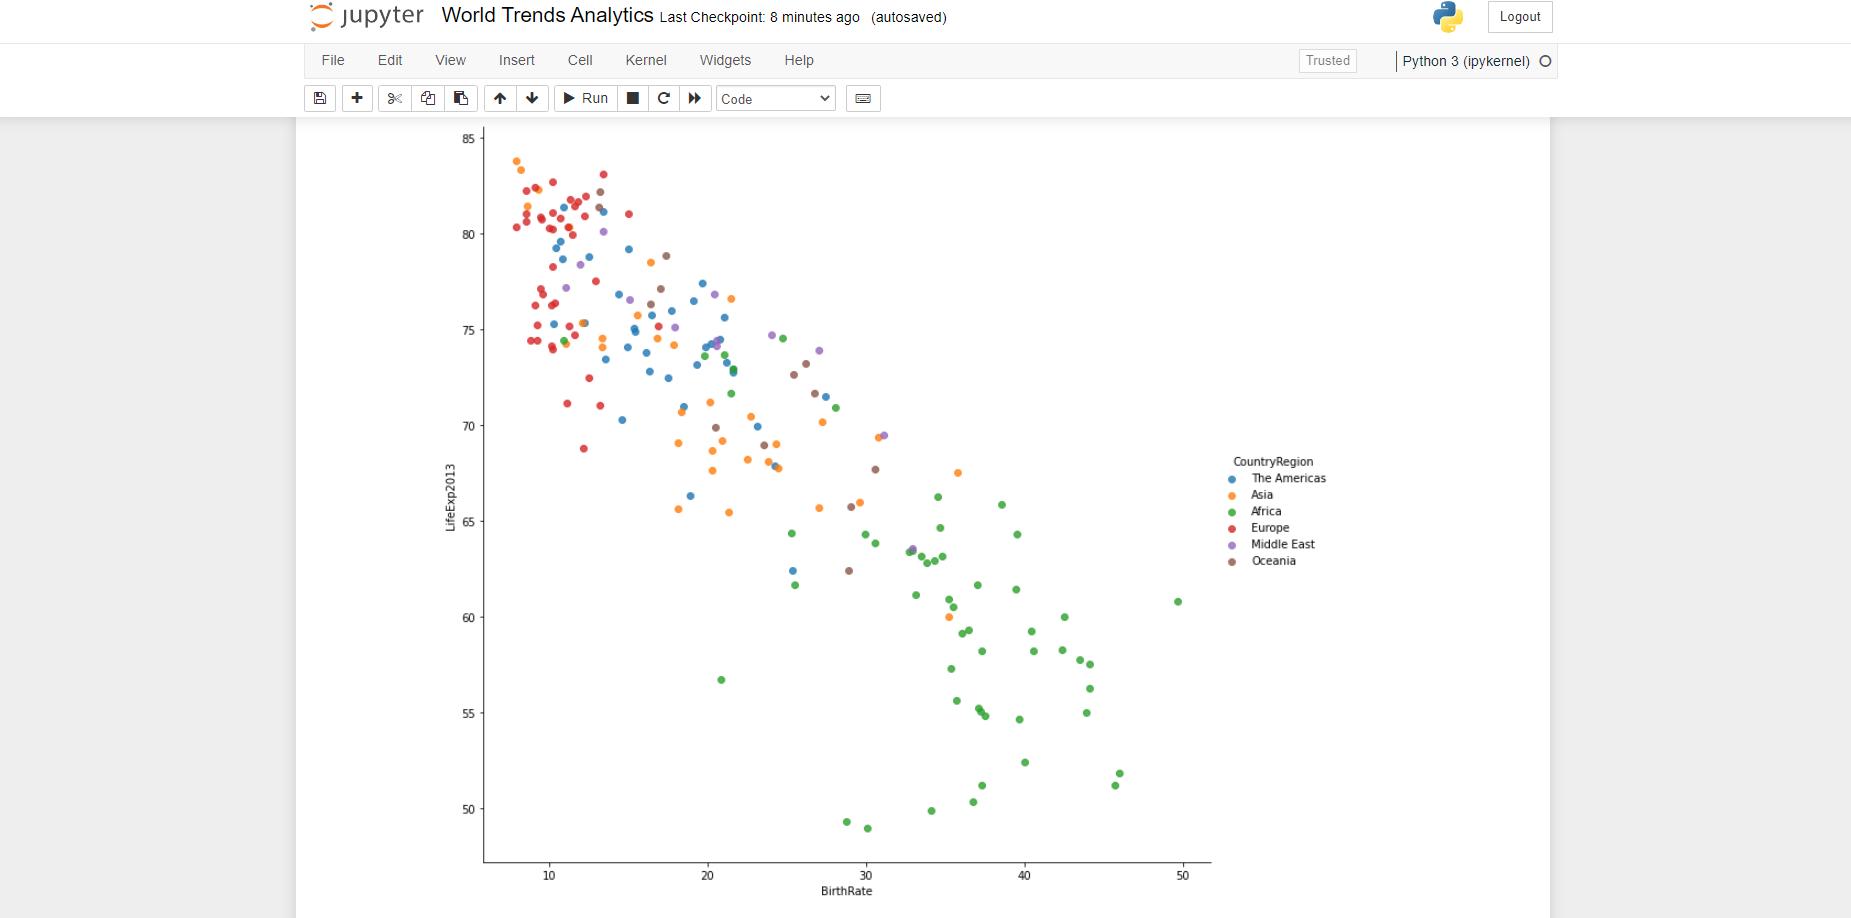 jupyter World Trends Analytics Last Checkpoint: 8 minutes ago (autosaved) Logout
File Edit View Insert Cell Kernel Widgets Help Trusted Python 3 (ipykernel)
Run Code
85
80
75
70
65
60
55
50
LifeExp2013
10 20 30 40 50
BirthRate
CountryRegion
The Americas
Asia
Africa
Europe
Middle East
Oceania